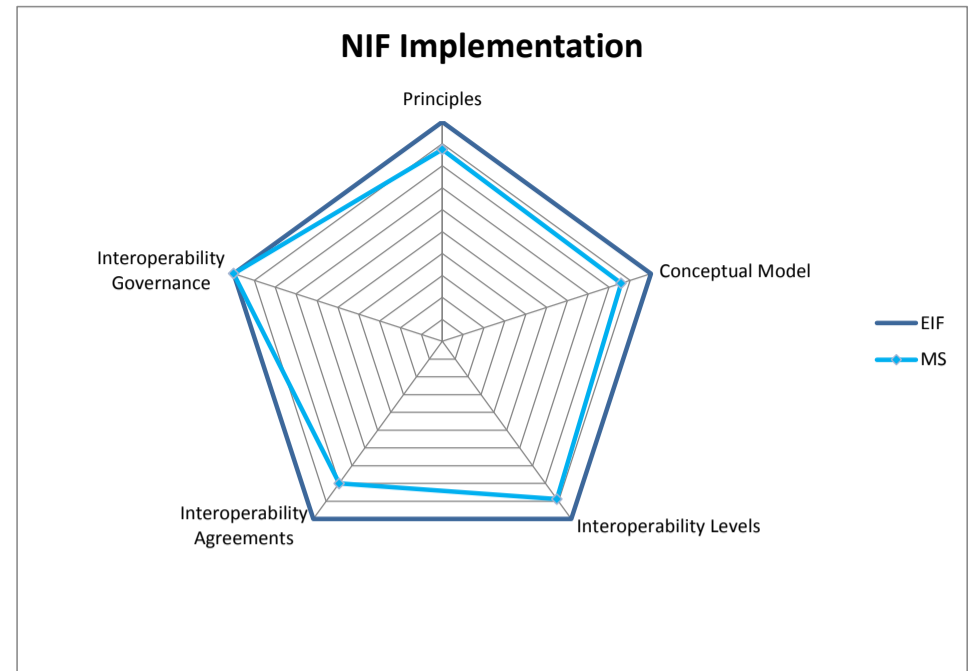 NIF Implementation
Principles
Interoperability
Governance
Conceptual Model
EIF
MS
Interoperability
Agreements
Interoperability Levels